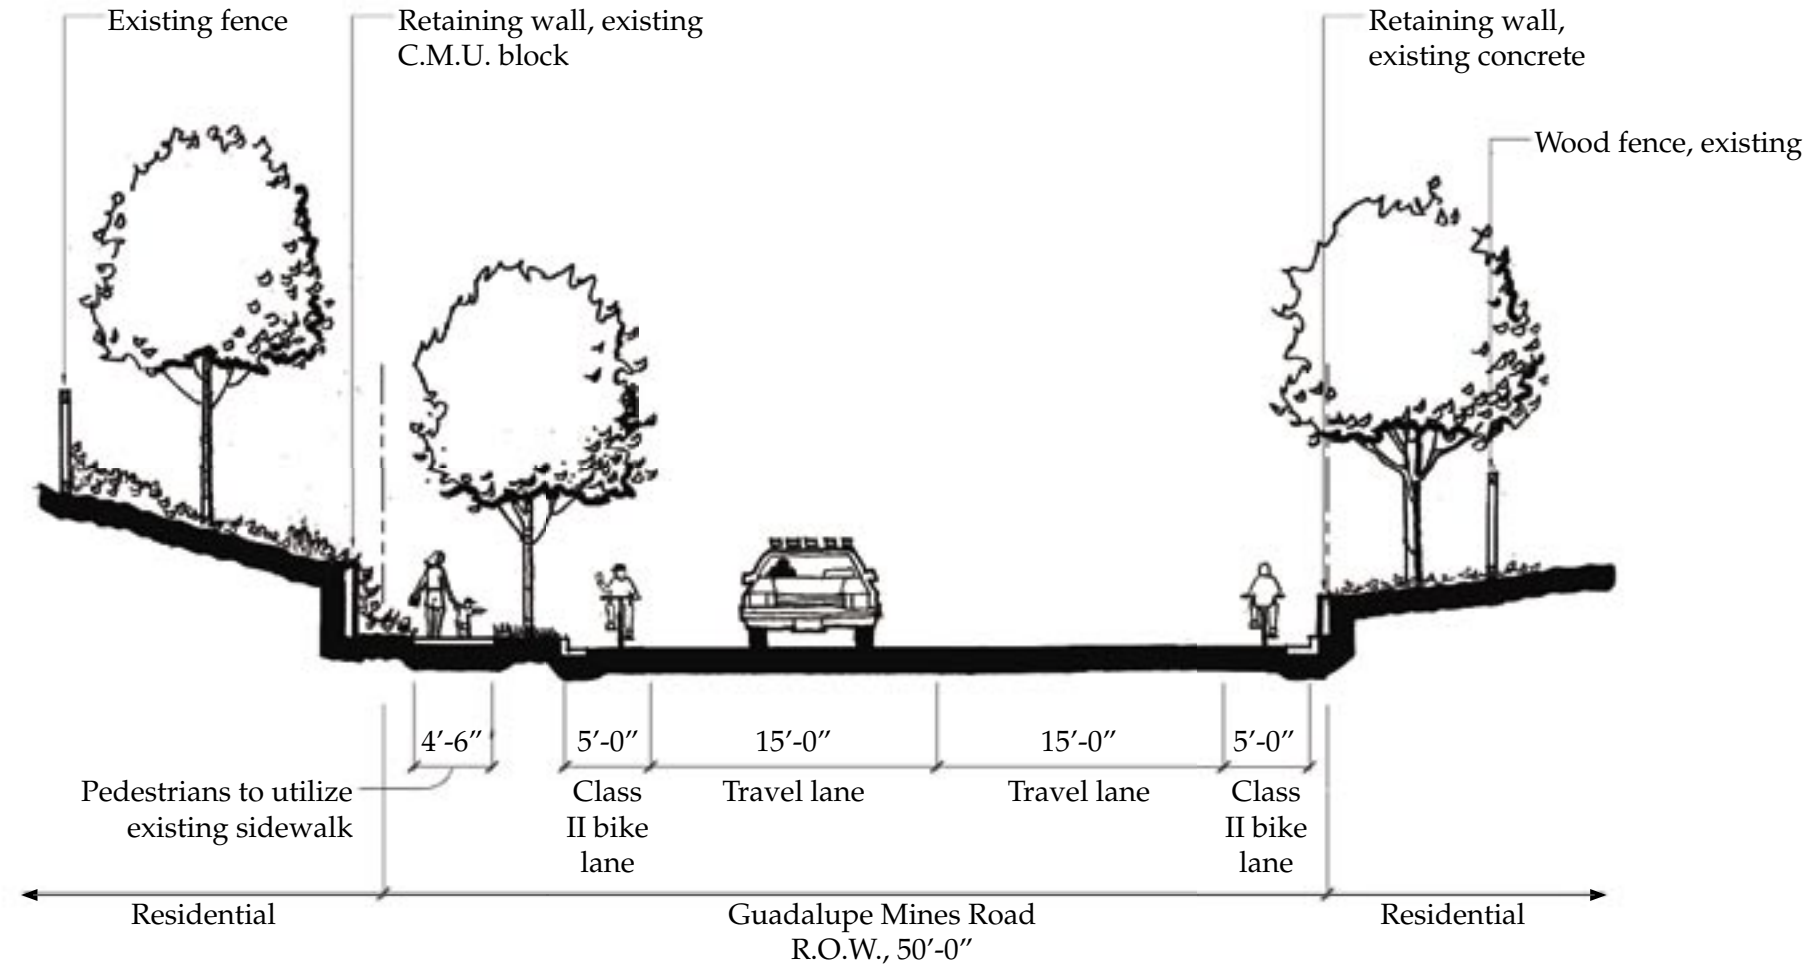 Existing fence
Retaining wall, existing
C.M.U. block
Retaining wall,
existing concrete
Wood fence, existing
4’-6”
5’-0”
15’-0”
15’-0”
5’-0”
Pedestrians to utilize
existing sidewalk
Class
II bike
lane
Travel lane
Travel lane
Class
II bike
lane
Residential
Guadalupe Mines Road
R.O.W., 50’-0”
Residential